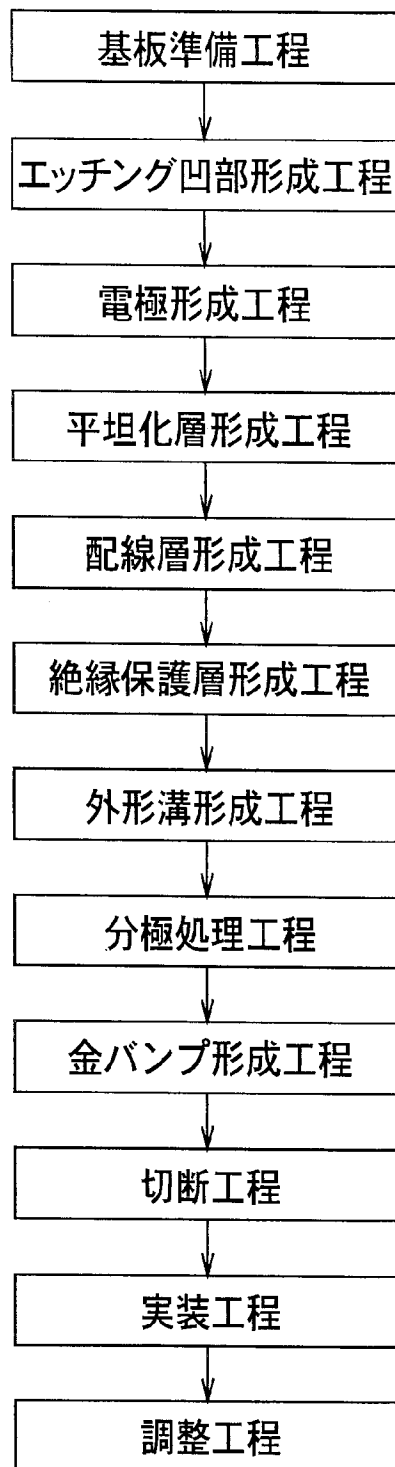 基板準備工程
エッチング凹部形成工程
電極形成工程
平坦化層形成工程
配線層形成工程
絶縁保護層形成工程
外形溝形成工程
分極処理工程
金バンプ形成工程
切断工程
実装工程
調整工程